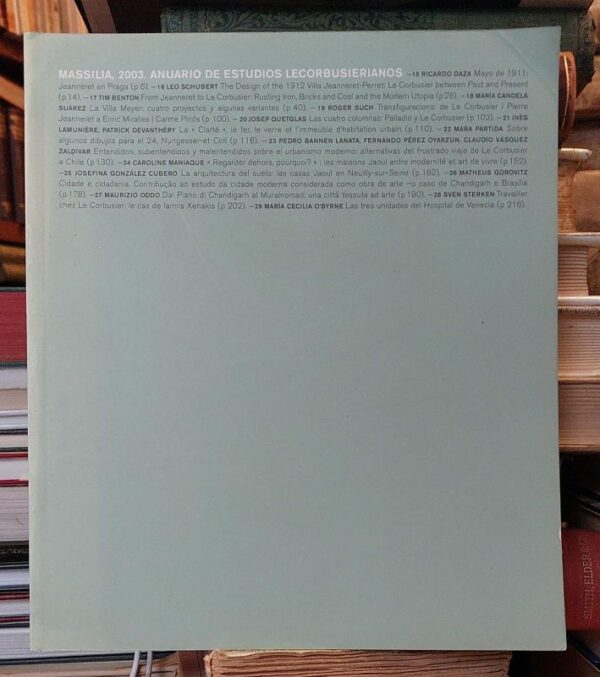 MASSILIA, 2003. ANUARIO DE ESTUDIOS LECORBUSIERIANOS –15 RICARDO DAZA Mayo de 1911:
Jeanneret en Praga (p 6). –16 LEO SCHUBERT The Design of the 1912 Villa Jeanneret-Perret: Le Corbusier between Past and Present
(p 14). –17 TIM BENTON From Jeanneret to Le Corbusier: Rusting Iron, Bricks and Coal and the Modern Utopia (p 28). –18 MARÍA CANDELA
SUÁREZ La Villa Meyer: cuatro proyectos y algunas variantes (p 40). –19 ROGER SUCH Transfiguracions: de Le Corbusier i Pierre
Jeanneret a Enric Miralles i Carme Pinós (p 100). –20 JOSEP QUETGLAS Las cuatro columnas: Palladio y Le Corbusier (p 102). –21 INÈS
LAMUNIÈRE, PATRICK DEVANTHÉRY La « Clarté », le fer, le verre et l'immeuble d'habitation urbain (p 110). –22 MARA PARTIDA Sobre
algunos dibujos para el 24, Nungesser-et-Coli (p 118). –23 PEDRO BANNEN LANATA, FERNANDO PÉREZ OYARZUN, CLAUDIO VÁSQUEZ
ZALDIVAR Entendidos, subentendidos y malentendidos sobre el urbanismo moderno: alternativas del frustrado viaje de Le Corbusier
a Chile (p 130). –24 CAROLINE MANIAQUE « Regarder dehors, pourquoi? » : les maisons Jaoul entre modernité et art de vivre (p 152).
–25 JOSEFINA GONZÁLEZ CUBERO La arquitectura del suelo: les casas Jaoul en Neuilly-sur-Seine (p 162). –26 MATHEUS GOROVITZ
Cidade e cidadania. Contribuição ao estudo da cidade moderna considerada como obra de arte –o caso de Chandigarh e Brasília
(p 178). –27 MAURIZIO ODDO Dal Piano di Chandigarh al Muralnomad: una città tessuta ad arte (p 190). –28 SVEN STERKEN Travailler
chez Le Corbusier: le cas de Iannis Xenakis (p 202). –29 MARÍA CECILIA O'BYRNE Las tres unidades del Hospital de Venecia (p 216).
SMITH, ELDER & C